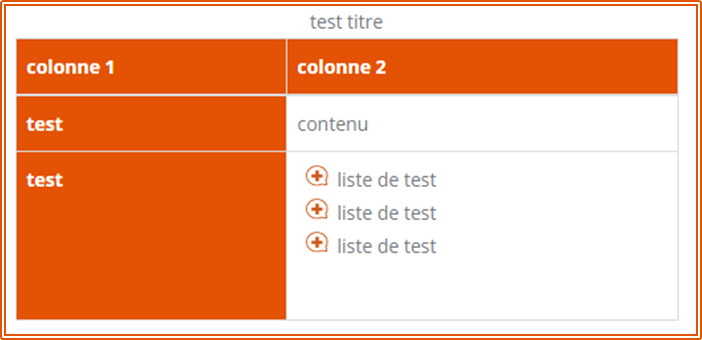 test titre
colonne 1 colonne 2
test contenu
test liste de test
liste de test
liste de test